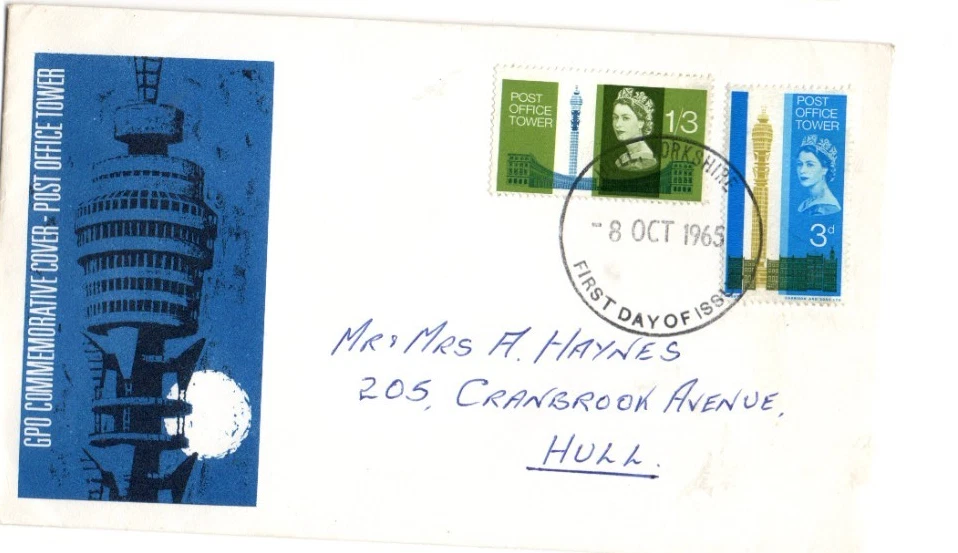 GPO COMMEMORATIVE COVER - POST OFFICE TOWER
POST
OFFICE
TOWER
1/3
POST
OFFICE
TOWER
3d
ORKSHIRE
-8 OCT 1965
FIRST DAY OF ISSU
MR & MRS A. HAYNES
205, CRANBROOK AVENUE,
HULL.